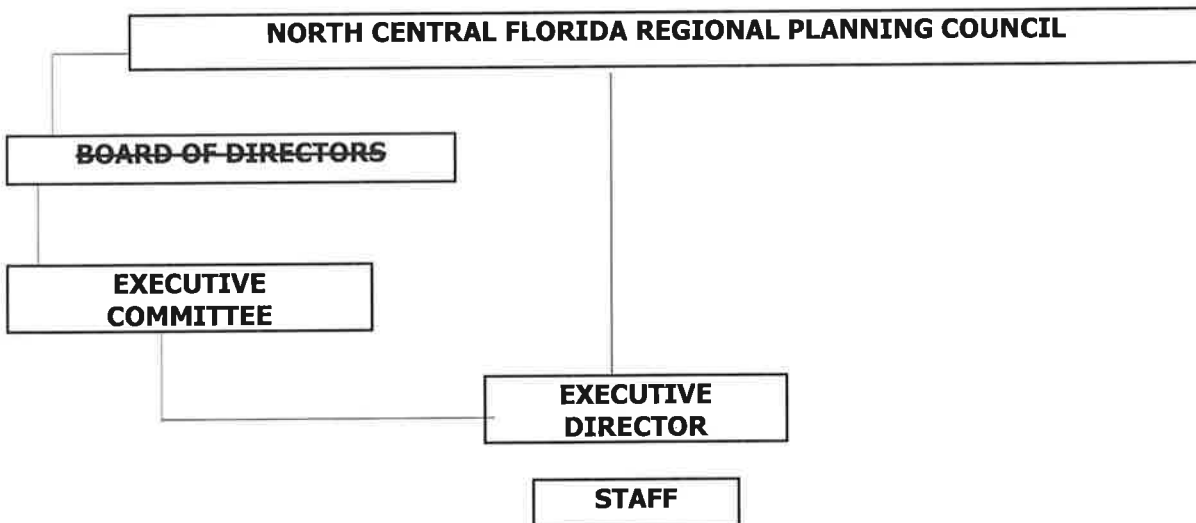 NORTH CENTRAL FLORIDA REGIONAL PLANNING COUNCIL
BOARD OF DIRECTORS
EXECUTIVE
COMMITTEE
EXECUTIVE
DIRECTOR
STAFF